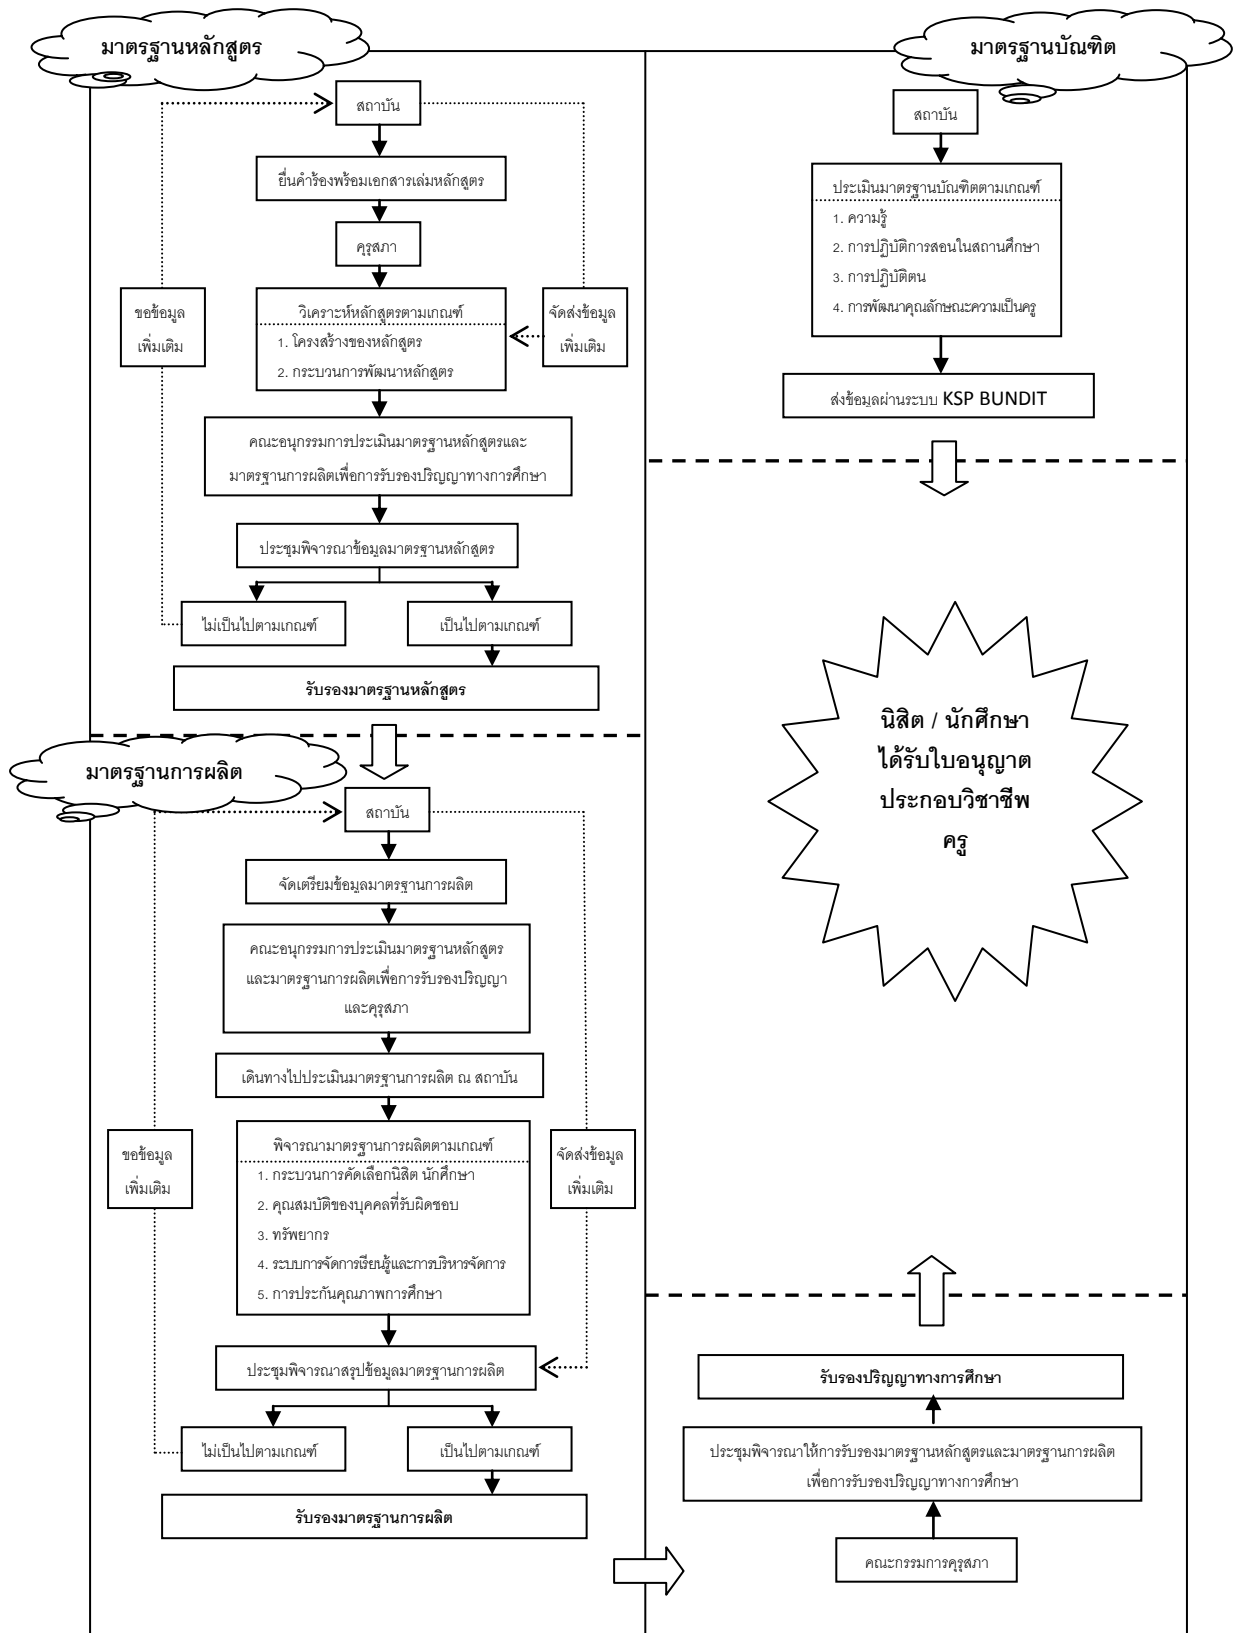 มาตรฐานหลักสูตร
สถาบัน
ยื่นคำร้องพร้อมเอกสารเล่มหลักสูตร
คุรุสภา
ขอข้อมูล
เพิ่มเติม
วิเคราะห์หลักสูตรตามเกณฑ์
1. โครงสร้างของหลักสูตร
2. กระบวนการพัฒนาหลักสูตร
จัดส่งข้อมูล
เพิ่มเติม
คณะอนุกรรมการประเมินมาตรฐานหลักสูตรและ
มาตรฐานการผลิตเพื่อการรับรองปริญญาทางการศึกษา
ประชุมพิจารณาข้อมูลมาตรฐานหลักสูตร
ไม่เป็นไปตามเกณฑ์
เป็นไปตามเกณฑ์
รับรองมาตรฐานหลักสูตร
มาตรฐานการผลิต
สถาบัน
จัดเตรียมข้อมูลมาตรฐานการผลิต
คณะอนุกรรมการประเมินมาตรฐานหลักสูตร
และมาตรฐานการผลิตเพื่อการรับรองปริญญา
และคุรุสภา
เดินทางไปประเมินมาตรฐานการผลิต ณ สถาบัน
ขอข้อมูล
เพิ่มเติม
พิจารณามาตรฐานการผลิตตามเกณฑ์
1. กระบวนการคัดเลือกนิสิต นักศึกษา
2. คุณสมบัติของบุคคลที่รับผิดชอบ
3. ทรัพยากร
4. ระบบการจัดการเรียนรู้และการบริหารจัดการ
5. การประกันคุณภาพการศึกษา
จัดส่งข้อมูล
เพิ่มเติม
ประชุมพิจารณาสรุปข้อมูลมาตรฐานการผลิต
ไม่เป็นไปตามเกณฑ์
เป็นไปตามเกณฑ์
รับรองมาตรฐานการผลิต
มาตรฐานบัณฑิต
สถาบัน
ประเมินมาตรฐานบัณฑิตตามเกณฑ์
1. ความรู้
2. การปฏิบัติการสอนในสถานศึกษา
3. การปฏิบัติตน
4. การพัฒนาคุณลักษณะความเป็นครู
ส่งข้อมูลผ่านระบบ KSP BUNDIT
นิสิต / นักศึกษา
ได้รับใบอนุญาต
ประกอบวิชาชีพ
ครู
รับรองปริญญาทางการศึกษา
ประชุมพิจารณาให้การรับรองมาตรฐานหลักสูตรและมาตรฐานการผลิต
เพื่อการรับรองปริญญาทางการศึกษา
คณะกรรมการคุรุสภา